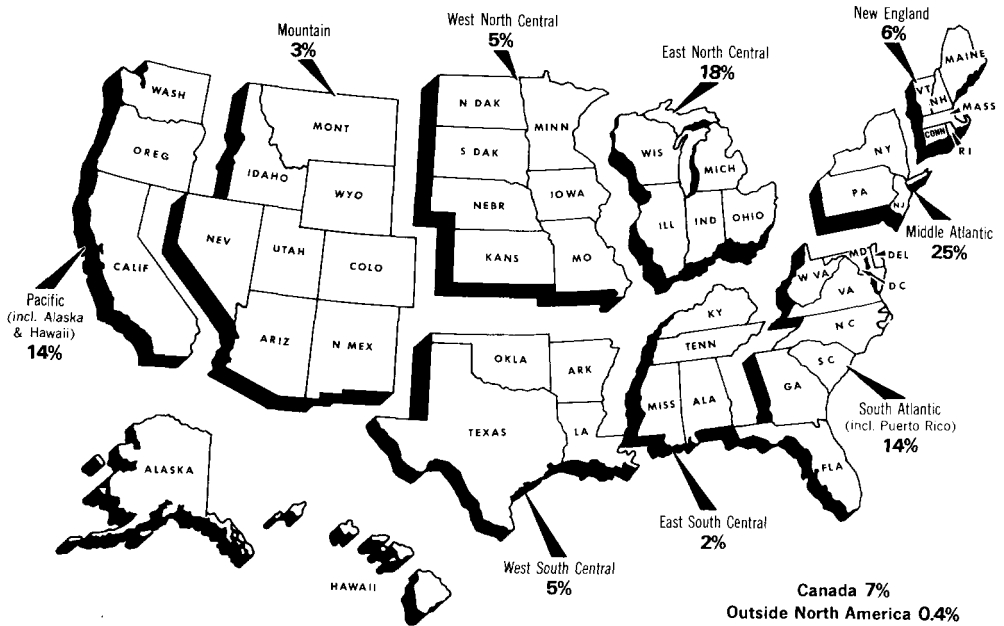 Mountain
3%
West North Central
5%
East North Central
18%
New England
6%
MAINE
VT
NH
MASS
CONN
RI
WASH
OREG
MONT
IDAHO
WYO
N DAK
S DAK
NEBR
KANS
MINN
IOWA
MO
WIS
MICH
ILL
IND
OHIO
NY
PA
NJ
Middle Atlantic
25%
NEV
UTAH
COLO
CALIF
ARIZ
N MEX
Pacific
(incl. Alaska
& Hawaii)
14%
W VA
MD
DEL
DC
VA
KY
TENN
N C
S C
OKLA
ARK
TEXAS
LA
MISS
ALA
GA
FLA
South Atlantic
(incl. Puerto Rico)
14%
ALASKA
HAWAII
West South Central
5%
East South Central
2%
Canada 7%
Outside North America 0.4%